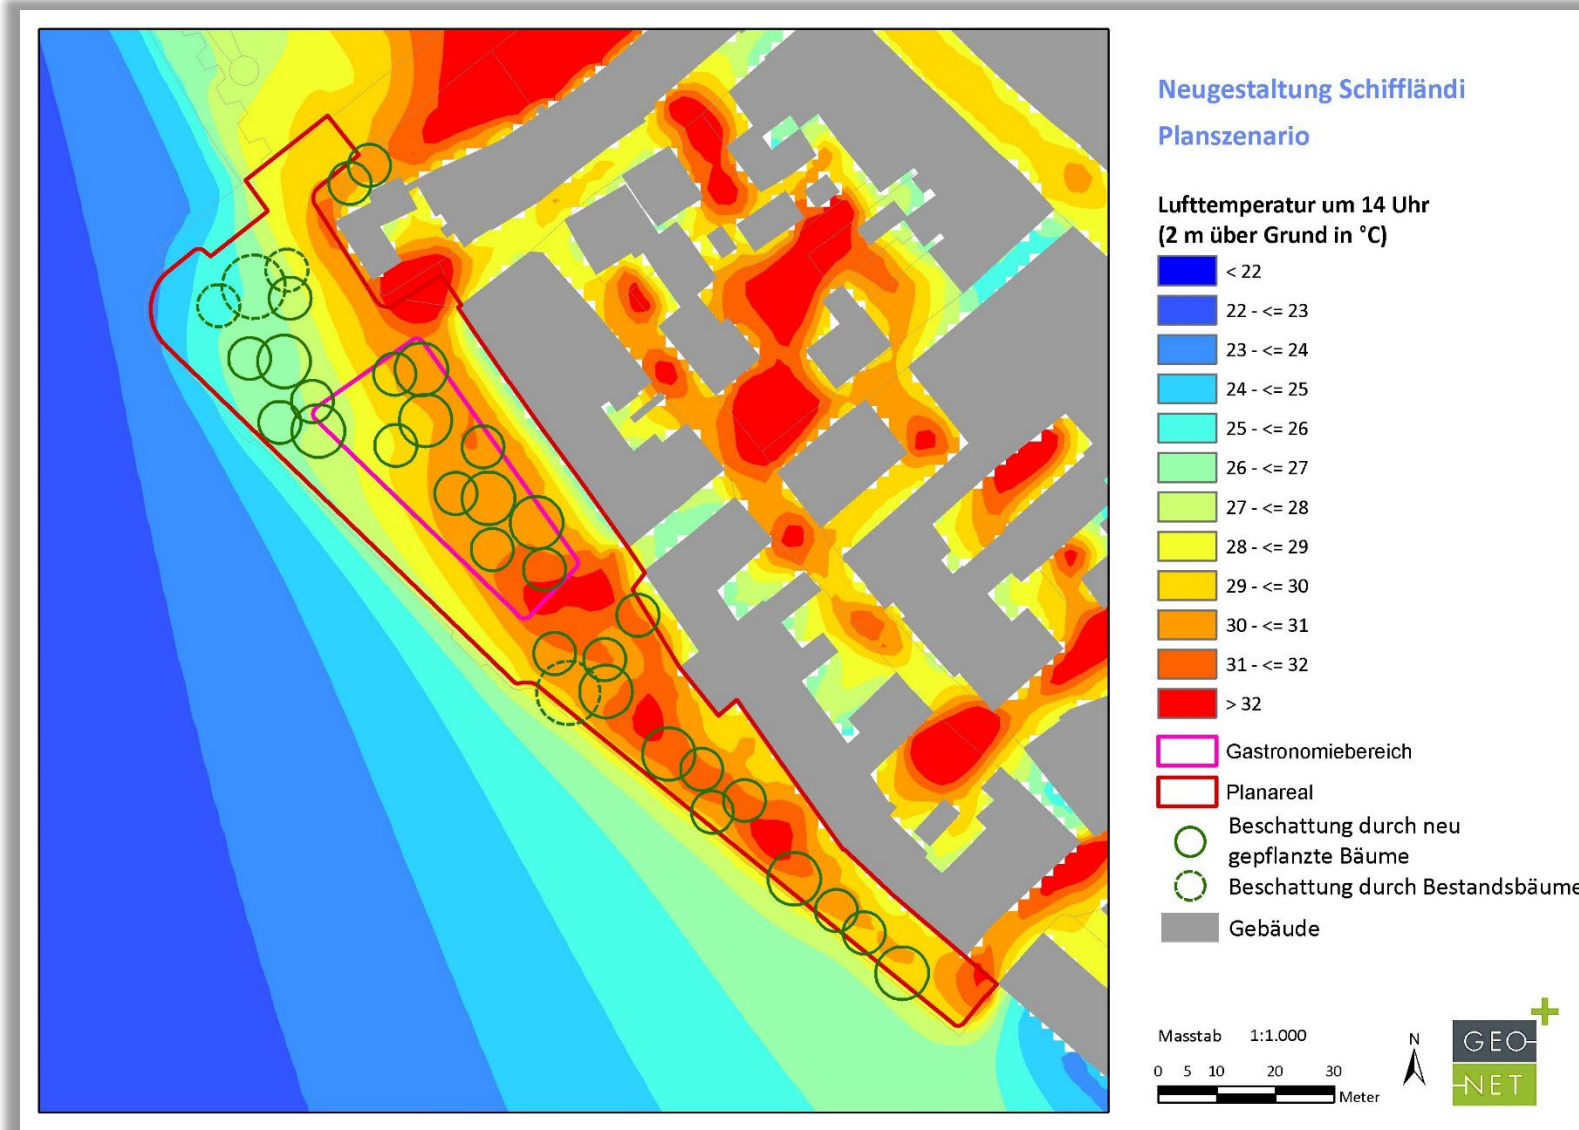 Neugestaltung Schiffländi
Planszenario
Lufttemperatur um 14 Uhr
(2 m über Grund in °C)
< 22
22 - <= 23
23 - <= 24
24 - <= 25
25 - <= 26
26 - <= 27
27 - <= 28
28 - <= 29
29 - <= 30
30 - <= 31
31 - <= 32
> 32
Gastronomiebereich
Planareal
Beschattung durch neu
gepflanzte Bäume
Beschattung durch Bestandsbäume
Gebäude
Masstab 1:1.000
N
0 5 10 20 30
Meter
GEO
NET